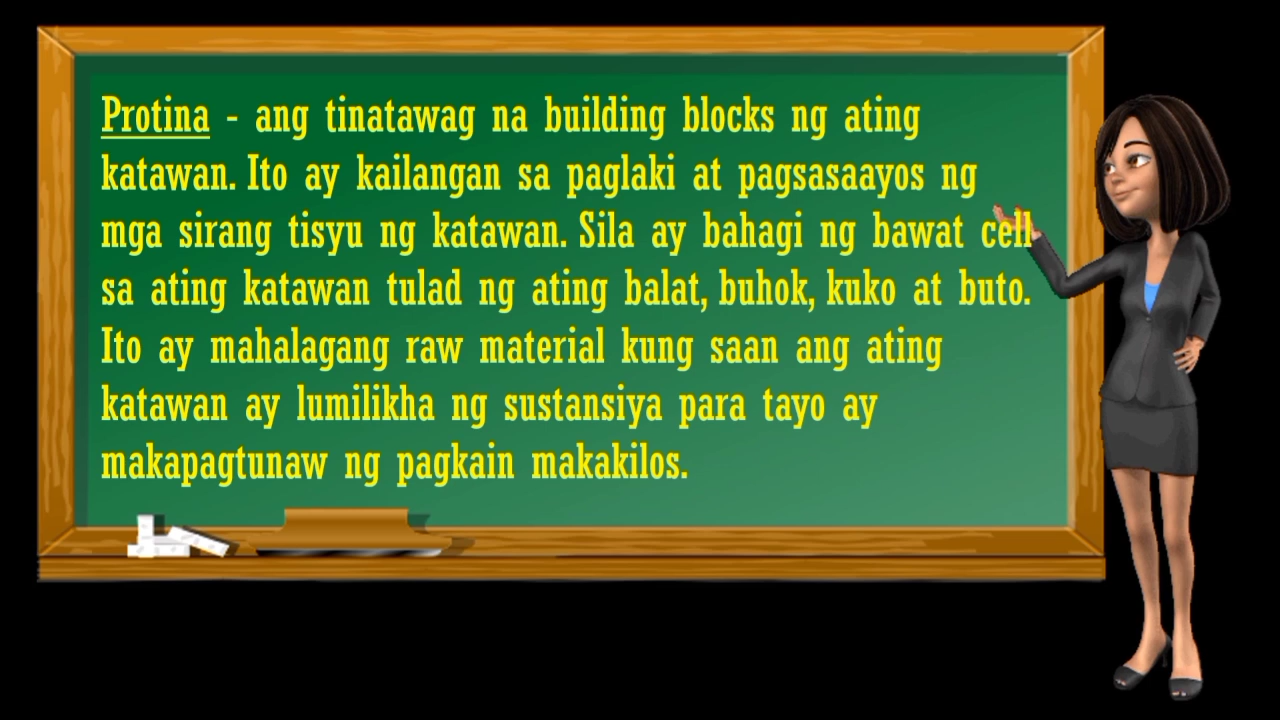 Protina - ang tinatawag na building blocks ng ating
katawan. Ito ay kailangan sa paglaki at pagsasaayos ng
mga sirang tisyu ng katawan. Sila ay bahagi ng bawat cell
sa ating katawan tulad ng ating balat, buhok, kuko at buto.
Ito ay mahalagang raw material kung saan ang ating
katawan ay lumilikha ng sustansiya para tayo ay
makapagtunaw ng pagkain makakilos.